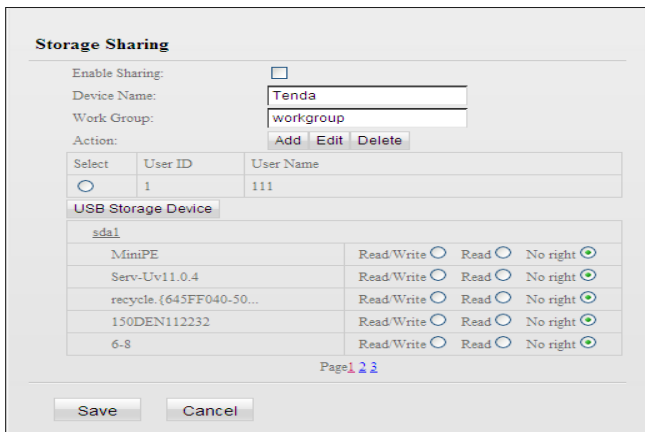 Storage Sharing
Enable Sharing:
Device Name: Tenda
Work Group: workgroup
Action: Add Edit Delete
Select User ID User Name
1 111
USB Storage Device
sda1
MiniPE Read/Write Read No right
Serv-Uv11.0.4 Read/Write Read No right
recycle.{645FF040-50... Read/Write Read No right
150DEN112232 Read/Write Read No right
6-8 Read/Write Read No right
Page1 2 3
Save Cancel